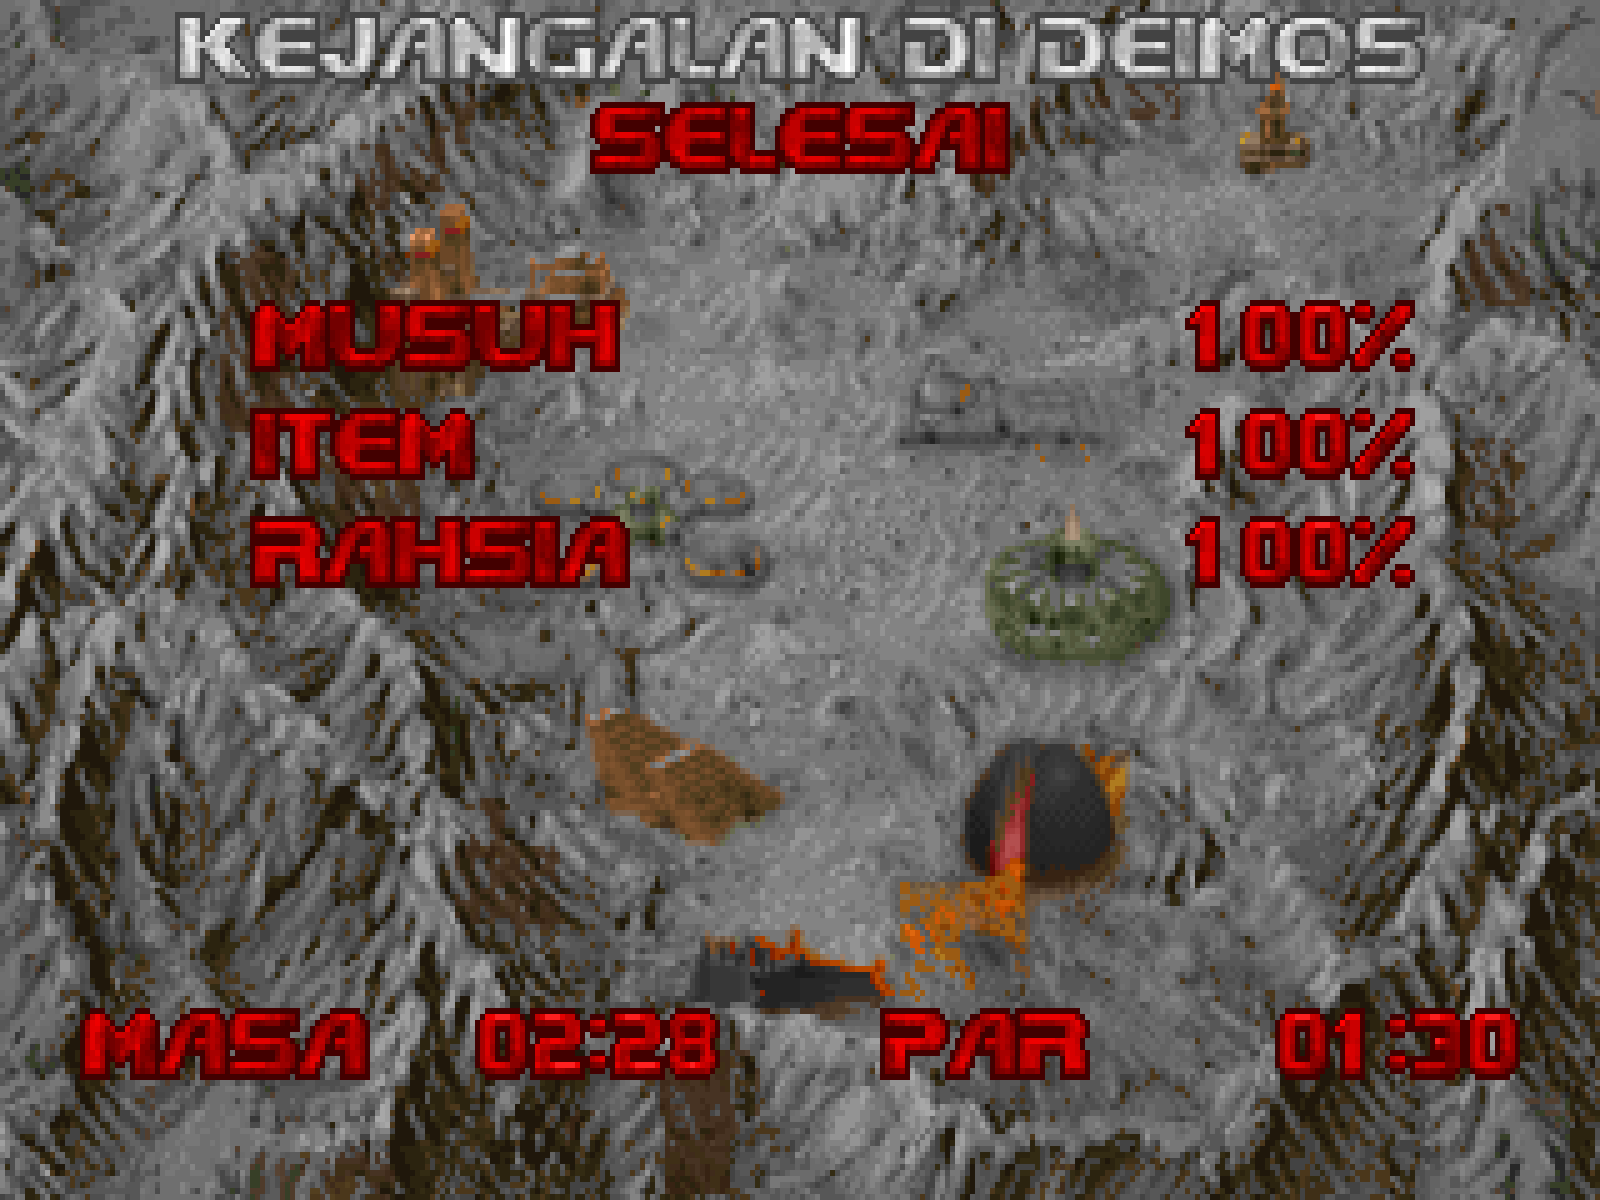 KEJANGALAN DI DEIMOS
SELESAI
MUSUH 100%
ITEM 100%
RAHSIA 100%
MASA 02:28 PAR 01:30